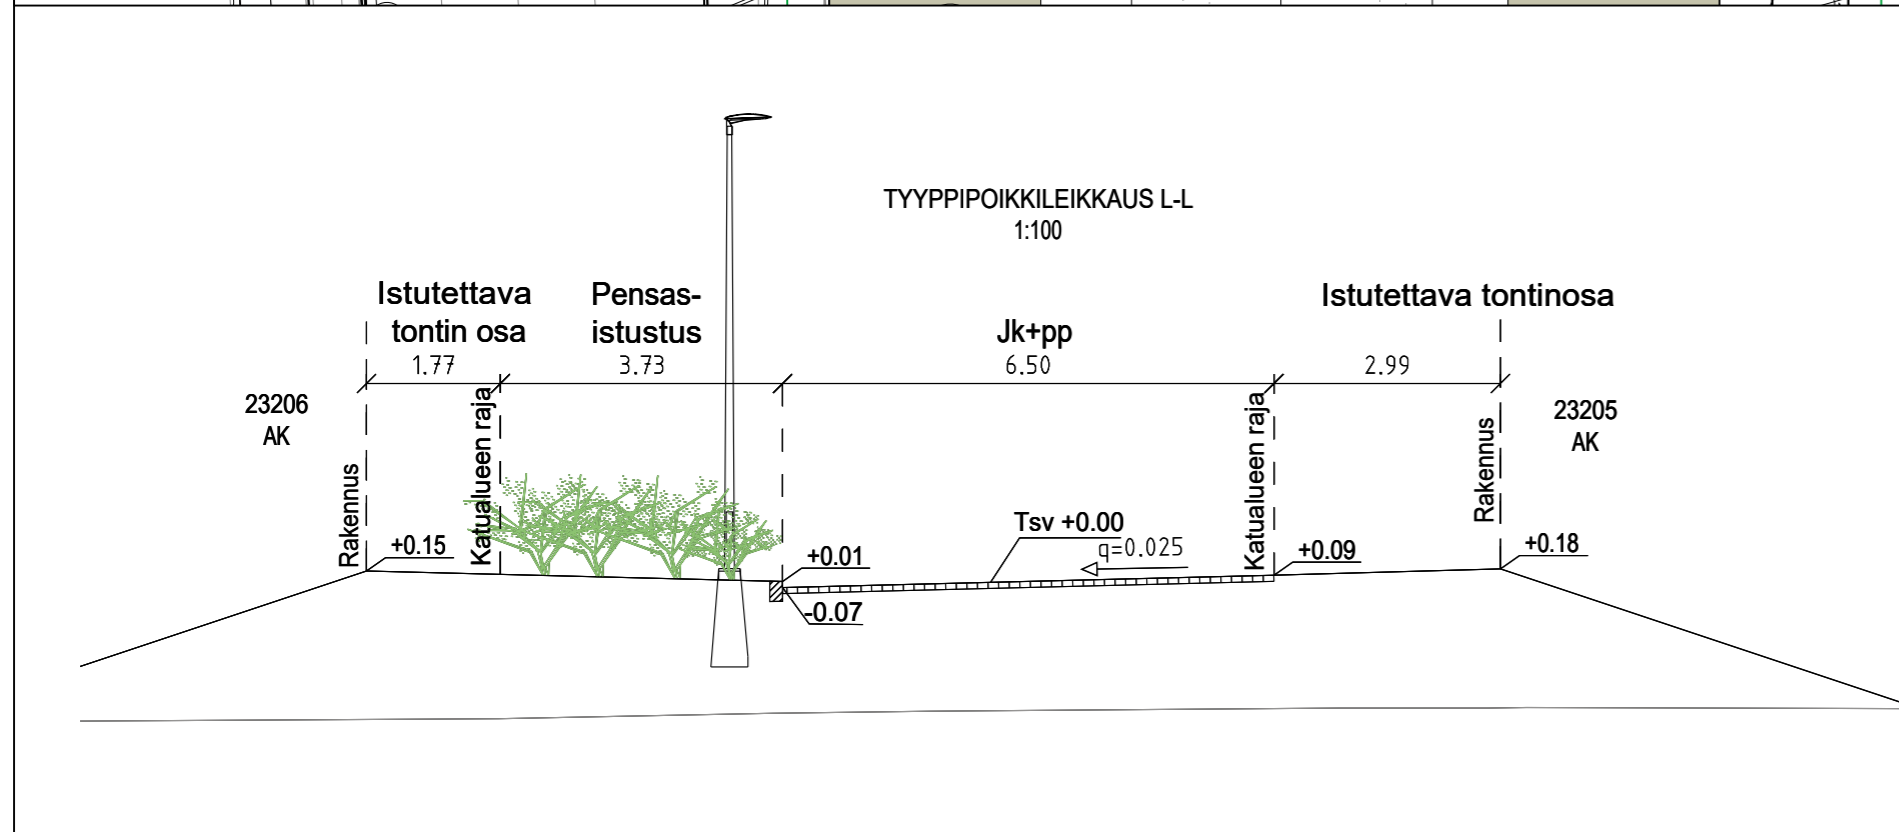 TYYPPIPOIKKILEIKKAUS L-L
1:100
Istutettava
tontin osa
1.77
Pensas-
istustus
3.73
Jk+pp
6.50
Istutettava tontinosa
2.99
23206
AK
23205
AK
Rakennus
Katualueen raja
Katualueen raja
Rakennus
+0.15
+0.01
-0.07
Tsv +0.00
q=0.025
+0.09
+0.18